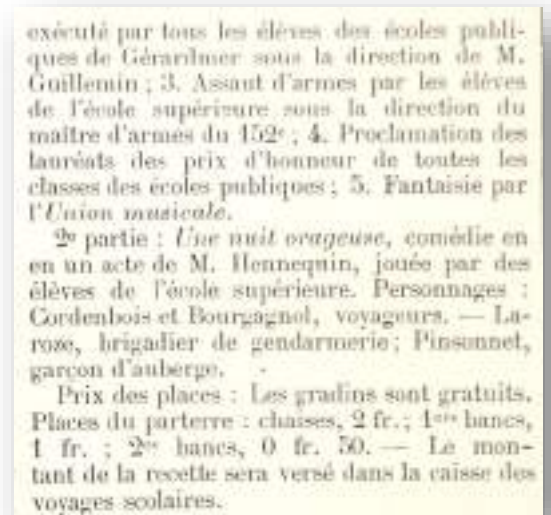 exécuté par tous les élèves des écoles publi-
ques de Gérardmer sous la direction de M.
Guillemin ; 3. Assaut d'armes par les élèves
de l'école supérieure sous la direction du
maître d'armes du 152e ; 4. Proclamation des
lauréats des prix d'honneur de toutes les
classes des écoles publiques ; 5. Fantaisie par
l'Union musicale.
2e partie : Une nuit orageuse, comédie en
en un acte de M. Hennequin, jouée par des
élèves de l'école supérieure. Personnages :
Cordenbois et Bourgagnol, voyageurs. — La-
roze, brigadier de gendarmerie ; Pinsonnet,
garçon d'auberge.
Prix des places : Les gradins sont gratuits.
Places du parterre : chaises, 2 fr. ; 1ers bancs,
1 fr. ; 2es bancs, 0 fr. 50. — Le mon-
tant de la recette sera versé dans la caisse des
voyages scolaires.